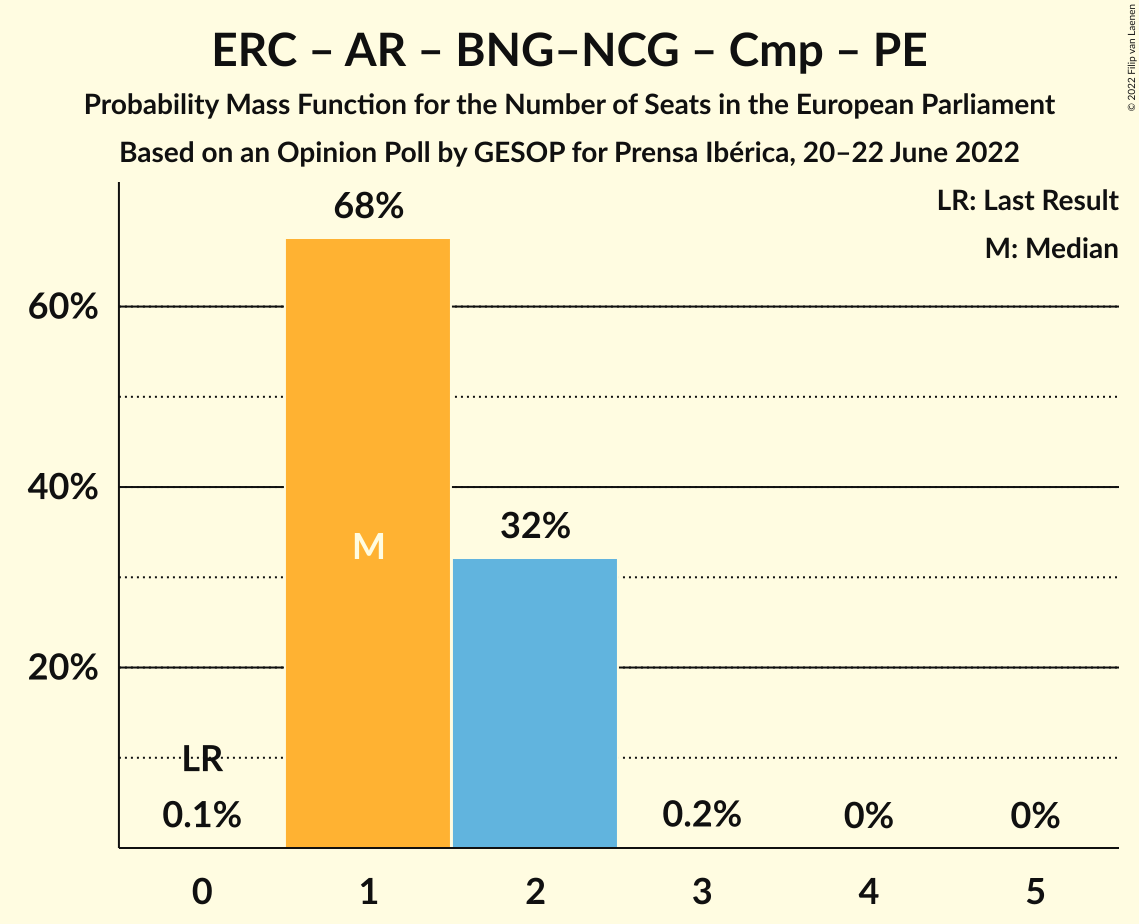 ERC – AR – BNG–NCG – Cmp – PE
Probability Mass Function for the Number of Seats in the European Parliament
Based on an Opinion Poll by GESOP for Prensa Ibérica, 20–22 June 2022
© 2022 Filip van Laenen
LR: Last Result
M: Median
68%
60%
40%
32%
M
20%
LR
0.1%
0.2%
0%
0%
0 1 2 3 4 5